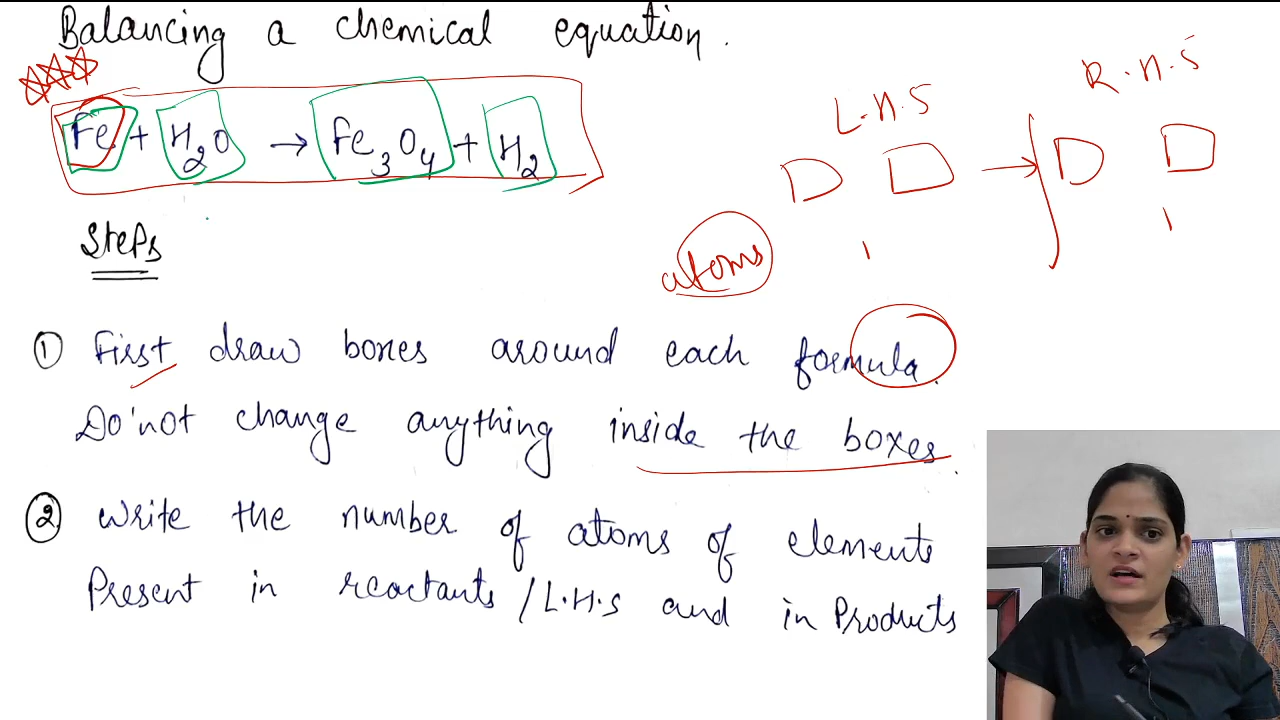 Balancing a chemical equation.
Fe + H2O → Fe3O4 + H2
L.H.S → R.H.S
Steps
atoms
① First draw boxes around each formula.
Do'not change anything inside the boxes.
② Write the number of atoms of elements
Present in reactants / L.H.S and in Products